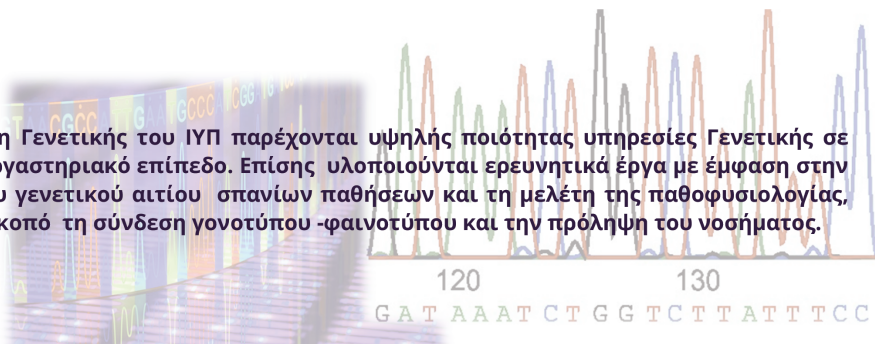 η Γενετικής του ΙΥΠ παρέχονται υψηλής ποιότητας υπηρεσίες Γενετικής σε
γαστηριακό επίπεδο. Επίσης υλοποιούνται ερευνητικά έργα με έμφαση στην
υ γενετικού αιτίου σπανίων παθήσεων και τη μελέτη της παθοφυσιολογίας,
κοπό τη σύνδεση γονοτύπου -φαινοτύπου και την πρόληψη του νοσήματος.
120 130
G A T A A A T C T G G T C T T A T T T C C